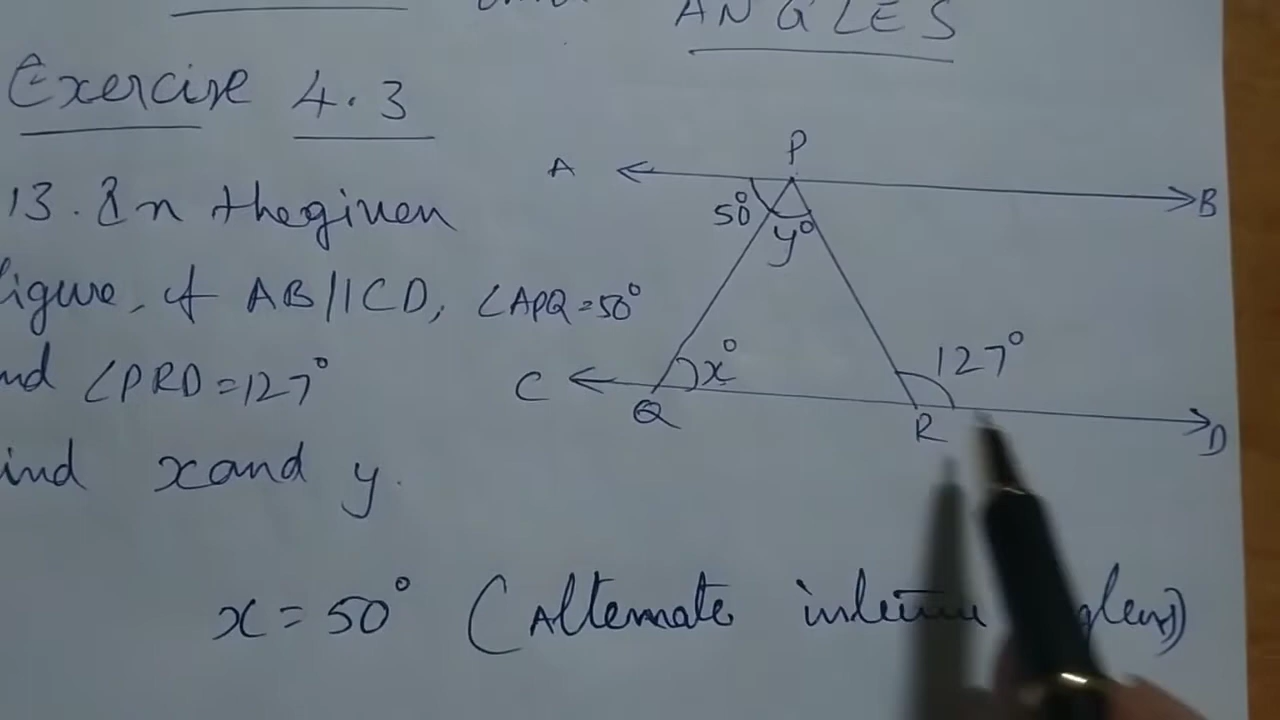 ANGLES
Exercise 4.3
13. In the given
figure, if AB//CD, ∠APQ=50°
and ∠PRD=127°
find x and y.
A
P
B
50°
y°
x°
127°
C
Q
R
D
x = 50° (Alternate interior